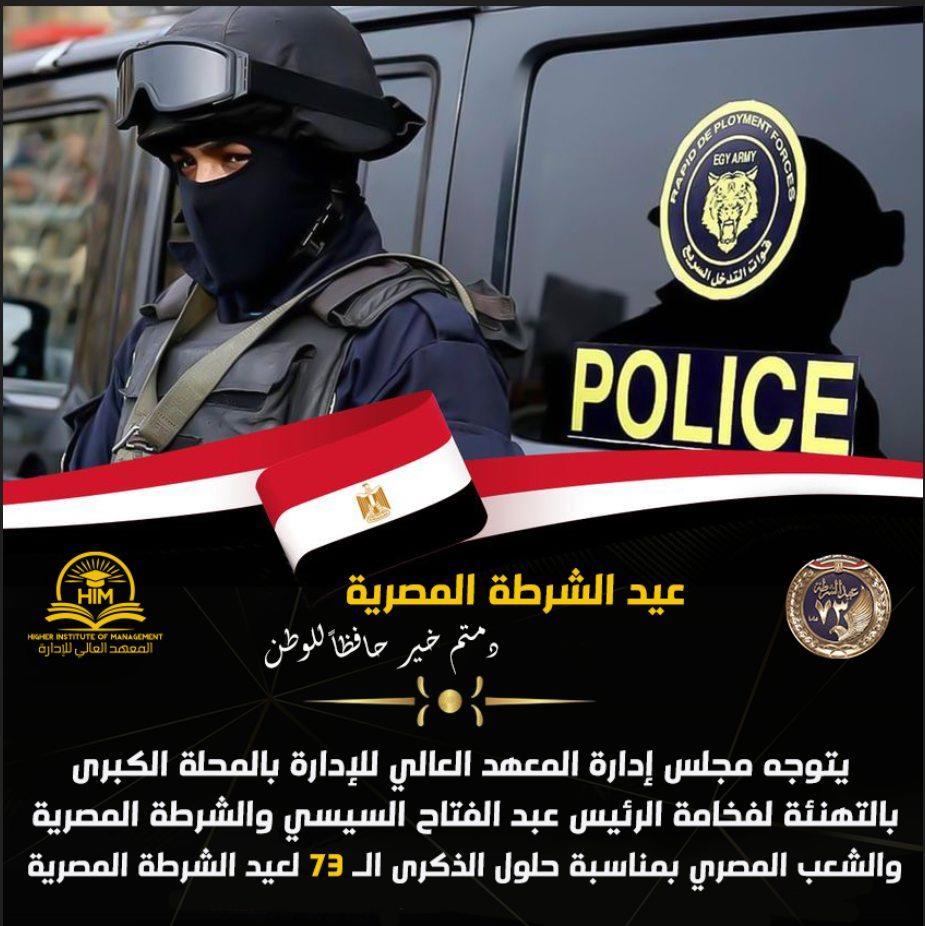 RAPID DE PLOYMENT FORCES
EGY ARMY
قوات التدخل السريع
POLICE
عيد الشرطة المصرية
دمتم خير حافظاً للوطن
HIM
HIGHER INSTITUTE OF MANAGEMENT
المعهد العالي للإدارة
عيد الشرطة
٧٣
يتوجه مجلس إدارة المعهد العالي للإدارة بالمحلة الكبرى
بالتهنئة لفخامة الرئيس عبد الفتاح السيسي والشرطة المصرية
والشعب المصري بمناسبة حلول الذكرى الـ 73 لعيد الشرطة المصرية